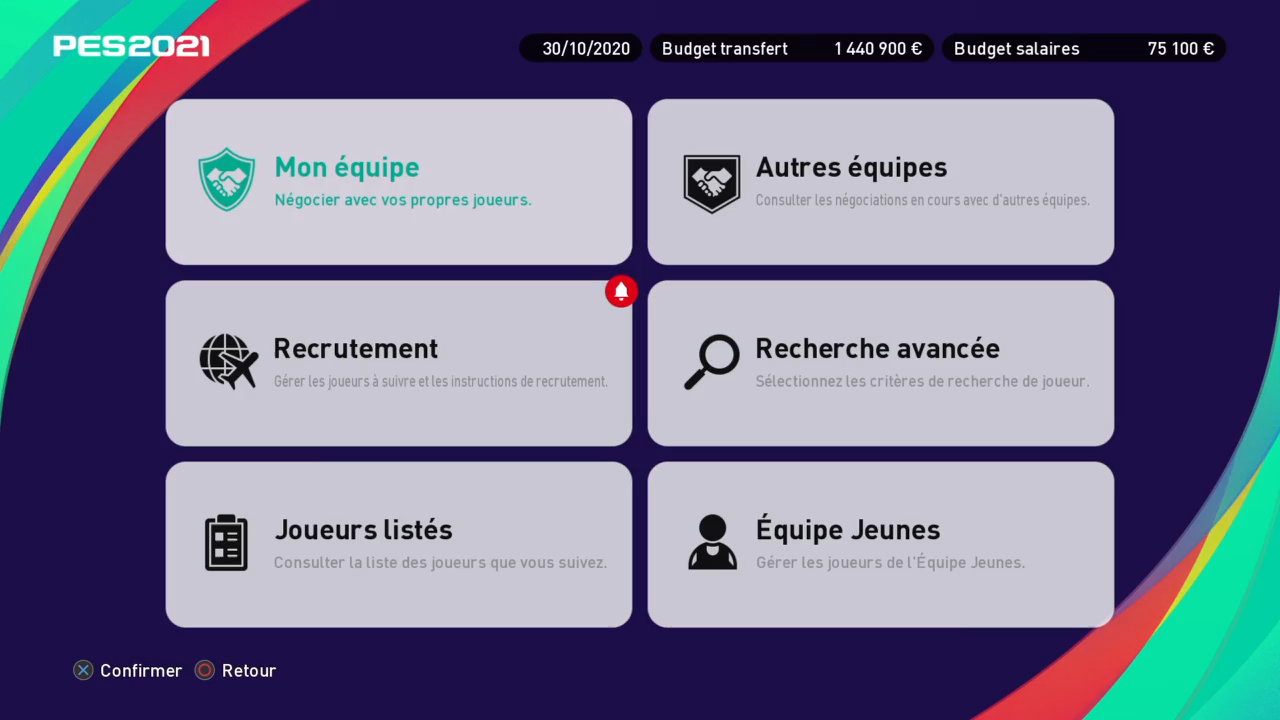 PES2021
30/10/2020
Budget transfert 1 440 900 €
Budget salaires 75 100 €
Mon équipe
Négocier avec vos propres joueurs.
Autres équipes
Consulter les négociations en cours avec d'autres équipes.
Recrutement
Gérer les joueurs à suivre et les instructions de recrutement.
Recherche avancée
Sélectionnez les critères de recherche de joueur.
Joueurs listés
Consulter la liste des joueurs que vous suivez.
Équipe Jeunes
Gérer les joueurs de l'Équipe Jeunes.
Confirmer Retour